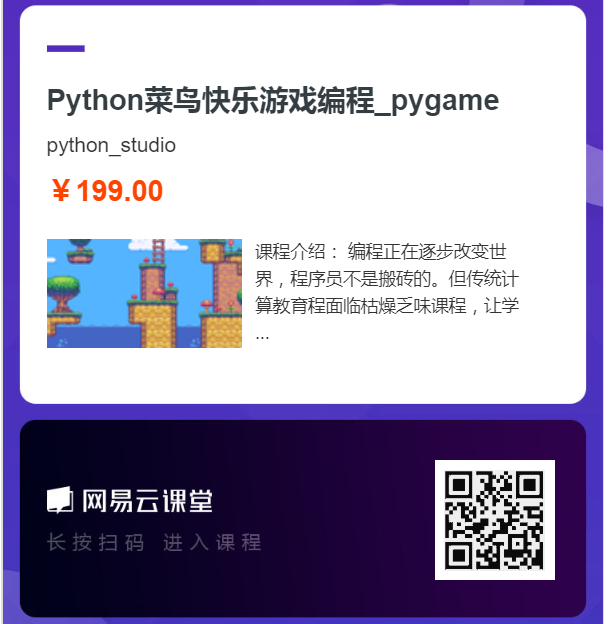 Python菜鸟快乐游戏编程_pygame
python_studio
￥199.00
课程介绍： 编程正在逐步改变世
界，程序员不是搬砖的。但传统计
算教育程面临枯燥乏味课程，让学
...
网易云课堂
长按扫码 进入课程